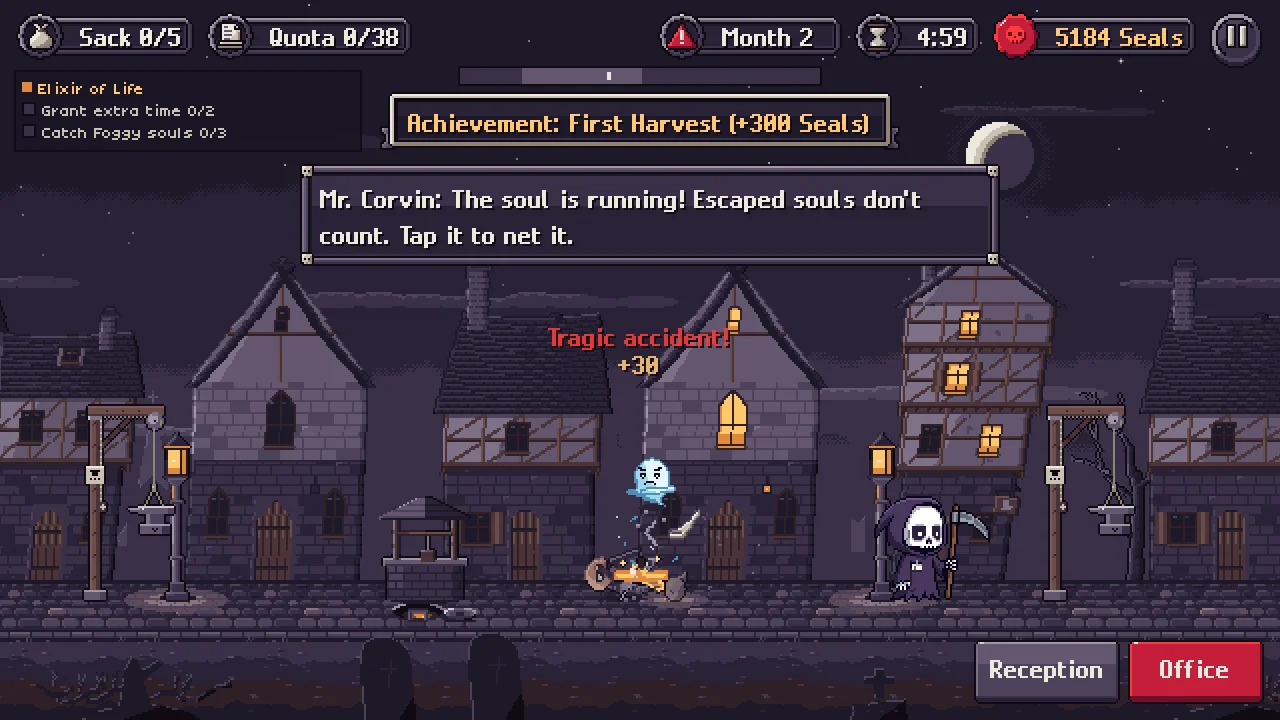 Sack 0/5
Quota 0/38
Month 2
4:59
5184 Seals
Elixir of Life
Grant extra time 0/2
Catch Foggy souls 0/3
Achievement: First Harvest (+300 Seals)
Mr. Corvin: The soul is running! Escaped souls don't
count. Tap it to net it.
Tragic accident!
+30
Reception
Office